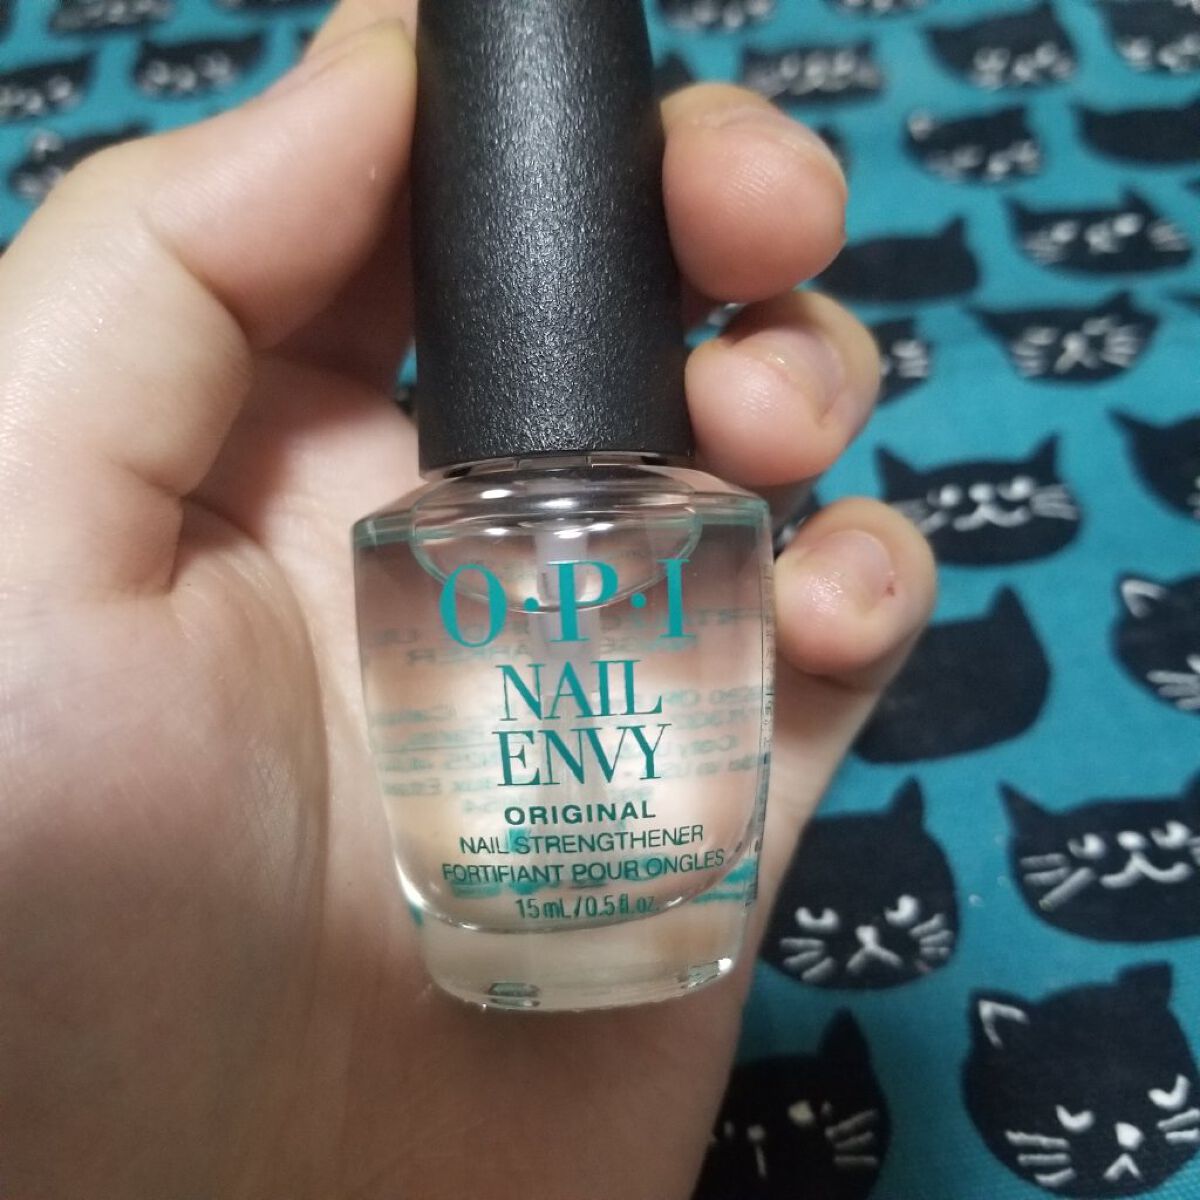 O·P·I
NAIL
ENVY
ORIGINAL
NAIL STRENGTHENER
FORTIFIANT POUR ONGLES
15 mL / 0.5 fl. oz.